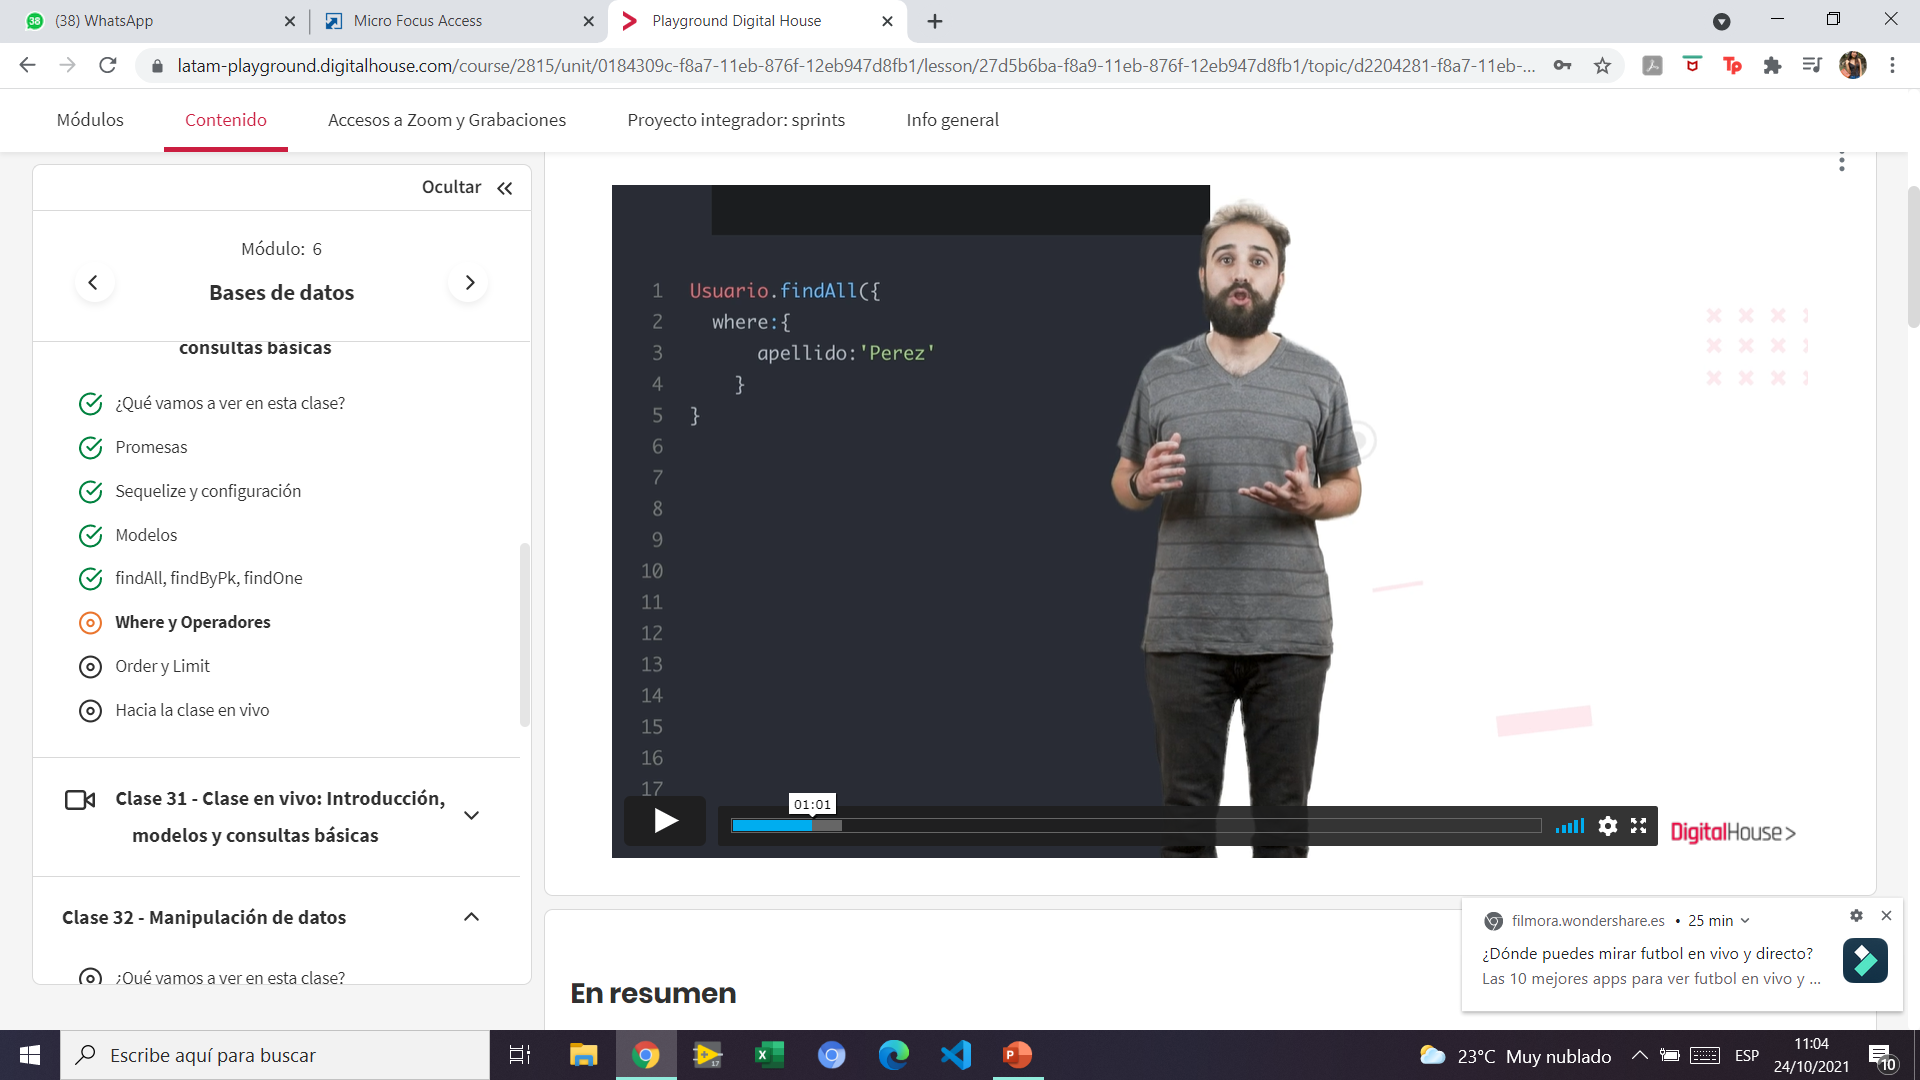 (38) WhatsApp
Micro Focus Access
Playground Digital House
latam-playground.digitalhouse.com/course/2815/unit/0184309c-f8a7-11eb-876f-12eb947d8fb1/lesson/27d5b6ba-f8a9-11eb-876f-12eb947d8fb1/topic/d2204281-f8a7-11eb-...
Módulos
Contenido
Accesos a Zoom y Grabaciones
Proyecto integrador: sprints
Info general
Ocultar
Módulo: 6
Bases de datos
consultas básicas
¿Qué vamos a ver en esta clase?
Promesas
Sequelize y configuración
Modelos
findAll, findByPk, findOne
Where y Operadores
Order y Limit
Hacia la clase en vivo
Clase 31 - Clase en vivo: Introducción,
modelos y consultas básicas
Clase 32 - Manipulación de datos
¿Qué vamos a ver en esta clase?
1 Usuario.findAll({
2 where:{
3 apellido:'Perez'
4 }
5 }
6
7
8
9
10
11
12
13
14
15
16
17
01:01
DigitalHouse>
En resumen
filmora.wondershare.es • 25 min
¿Dónde puedes mirar futbol en vivo y directo?
Las 10 mejores apps para ver futbol en vivo y ...
Escribe aquí para buscar
23°C Muy nublado
ESP
11:04
24/10/2021
10